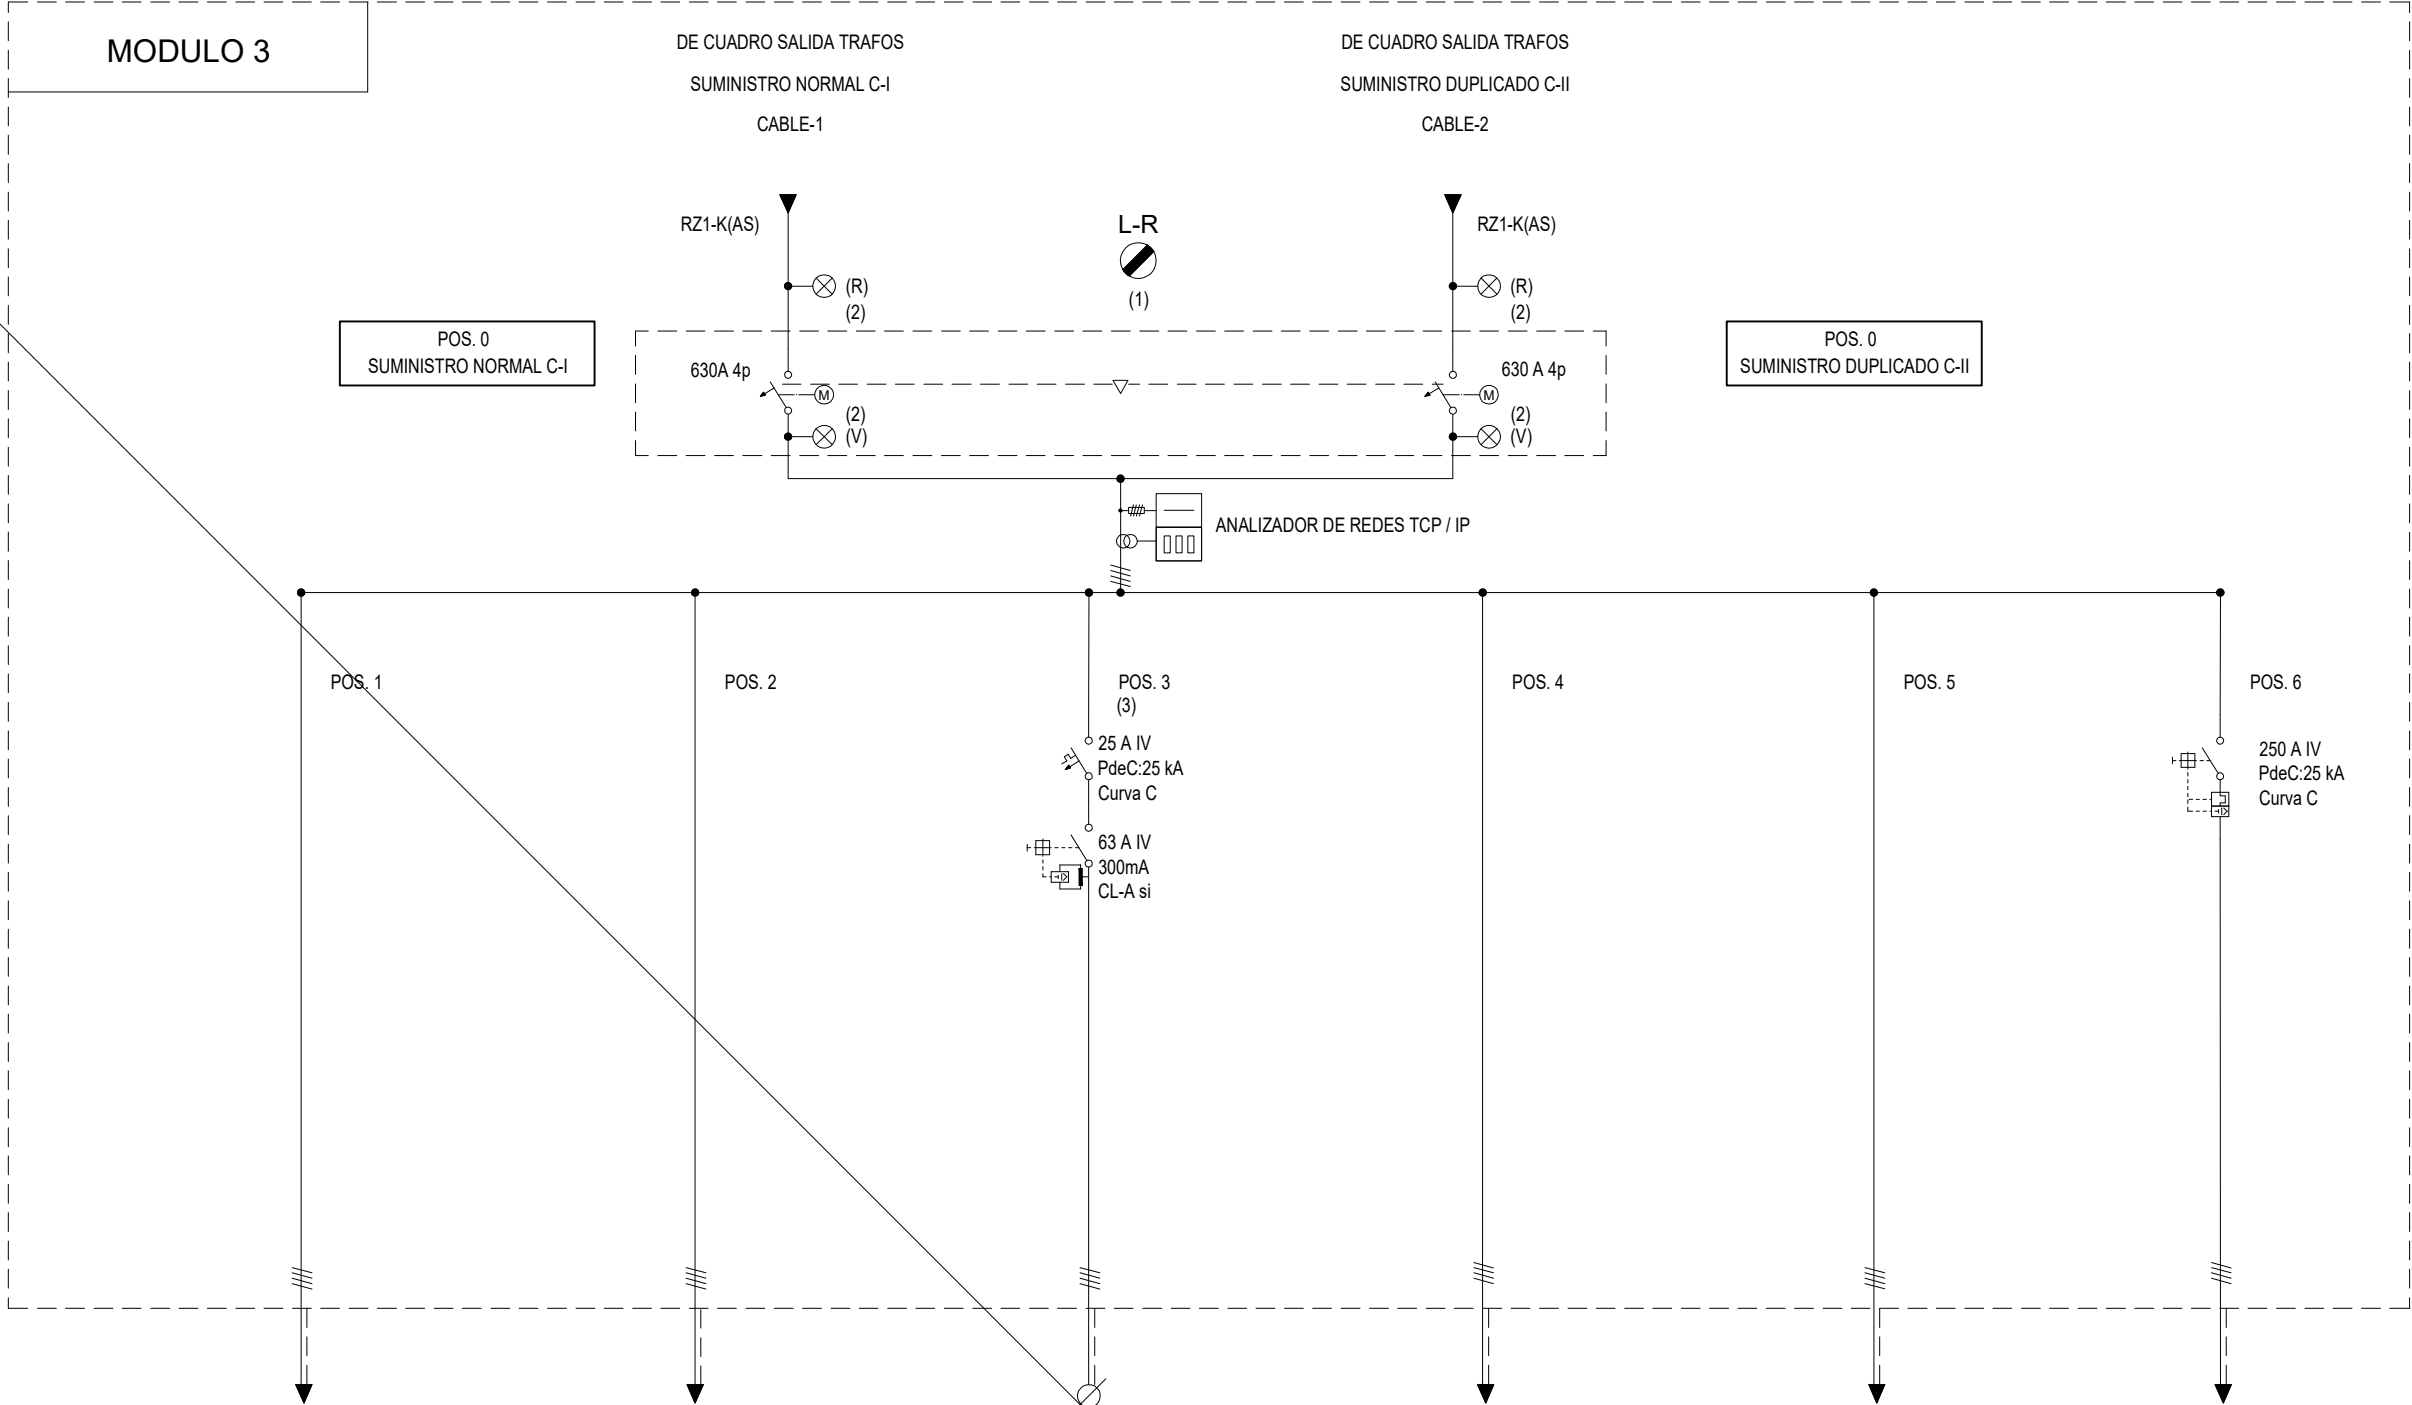 MODULO 3
DE CUADRO SALIDA TRAFOS
SUMINISTRO NORMAL C-I
CABLE-1
DE CUADRO SALIDA TRAFOS
SUMINISTRO DUPLICADO C-II
CABLE-2
RZ1-K(AS)
L-R
(1)
RZ1-K(AS)
(R)
(2)
(R)
(2)
POS. 0
SUMINISTRO NORMAL C-I
POS. 0
SUMINISTRO DUPLICADO C-II
630A 4p
M
(2)
(V)
630 A 4p
M
(2)
(V)
ANALIZADOR DE REDES TCP / IP
POS. 1
POS. 2
POS. 3
(3)
POS. 4
POS. 5
POS. 6
25 A IV
PdeC:25 kA
Curva C
63 A IV
300mA
CL-A si
250 A IV
PdeC:25 kA
Curva C